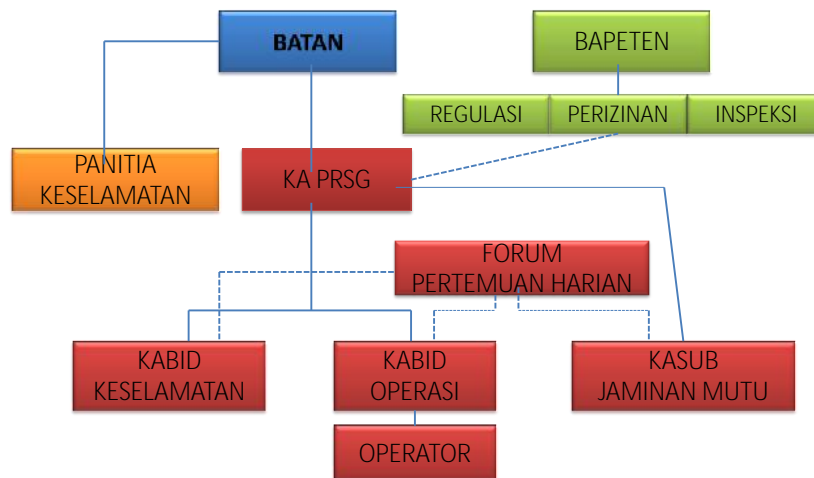 BATAN
BAPETEN
REGULASI
PERIZINAN
INSPEKSI
PANITIA
KESELAMATAN
KA PRSG
FORUM
PERTEMUAN HARIAN
KABID
KESELAMATAN
KABID
OPERASI
KASUB
JAMINAN MUTU
OPERATOR